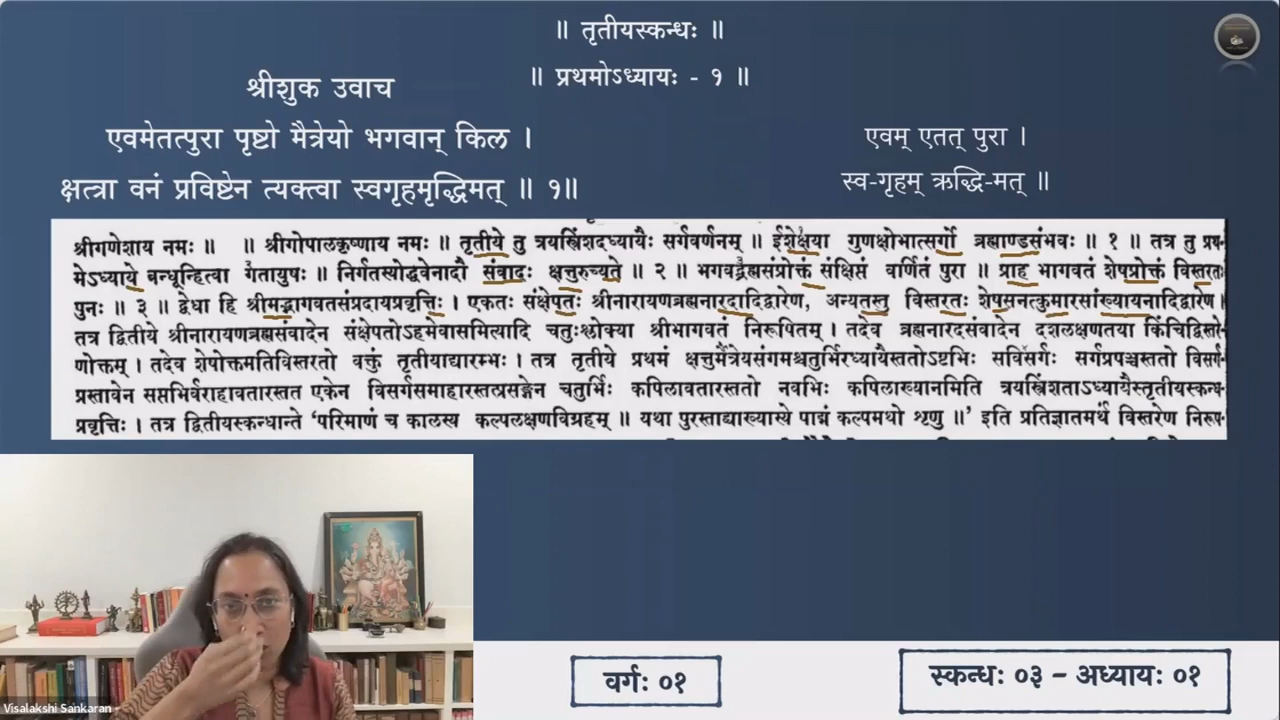 ॥ तृतीयस्कन्धः ॥
॥ प्रथमोऽध्यायः - १ ॥
श्रीशुक उवाच
एवमेतत्पुरा पृष्टो मैत्रेयो भगवान् किल ।
क्षत्रा वनं प्रविष्टेन त्यक्त्वा स्वगृहमृद्धिमत् ॥ १॥
एवम् एतत् पुरा ।
स्व-गृहम् ऋद्धि-मत् ॥
श्रीगणेशाय नमः ॥ ॥ श्रीगोपालकृष्णाय नमः ॥ तृतीये तु त्रयस्त्रिंशदध्यायैः सर्गवर्णनम् ॥ ईशेक्षया गुणक्षोभात्सर्गो ब्रह्माण्डसंभवः ॥ १ ॥ तत्र तु प्रथ-
मेऽध्याये बन्धून्हित्वा गतायुषः ॥ निर्गतस्योद्धवेनादौ संवादः क्षत्तुरुच्यते ॥ २ ॥ भगवद्ब्रह्मसंप्रोक्तं संक्षिप्तं वर्णितं पुरा ॥ प्राह भागवतं शेषप्रोक्तं विस्तरतः
पुनः ॥ ३ ॥ द्वेधा हि श्रीमद्भागवतसंप्रदायप्रवृत्तिः । एकतः संक्षेपतः श्रीनारायणब्रह्मनारदादिद्वारेण, अन्यतस्तु विस्तरतः शेषसनत्कुमारसांख्यायनादिद्वारेण।
तत्र द्वितीये श्रीनारायणब्रह्मसंवादेन संक्षेपतोऽहमेवासमित्यादि चतुःश्लोक्या श्रीभागवतं निरूपितम् । तदेव ब्रह्मनारदसंवादेन दशलक्षणतया किंचिद्विस्तरे-
णोक्तम् । तदेव शेषोक्तमतिविस्तरतो वक्तुं तृतीयाद्यारम्भः । तत्र तृतीये प्रथमं क्षत्तुर्मैत्रेयसंगमश्चतुर्भिरध्यायैस्ततोऽष्टभिः सविसर्गः सर्गप्रपञ्चस्ततो विसर्ग-
प्रस्तावेन सप्तभिर्वराहावतारस्तत एकेन विसर्गसमाहारस्तत्प्रसङ्गेन चतुर्भिः कपिलावतारस्ततो नवभिः कपिलाख्यानमिति त्रयस्त्रिंशताऽध्यायैस्तृतीयस्कन्ध-
प्रवृत्तिः । तत्र द्वितीयस्कन्धान्ते ‘परिमाणं च कालस्य कल्पलक्षणविग्रहम् ॥ यथा पुरस्ताद्व्याख्यास्ये पाद्मं कल्पमथो शृणु ॥’ इति प्रतिज्ञातमर्थं विस्तरेण निरूप-
Visalakshi Sankaran
वर्गः ०१
स्कन्धः ०३ – अध्यायः ०१